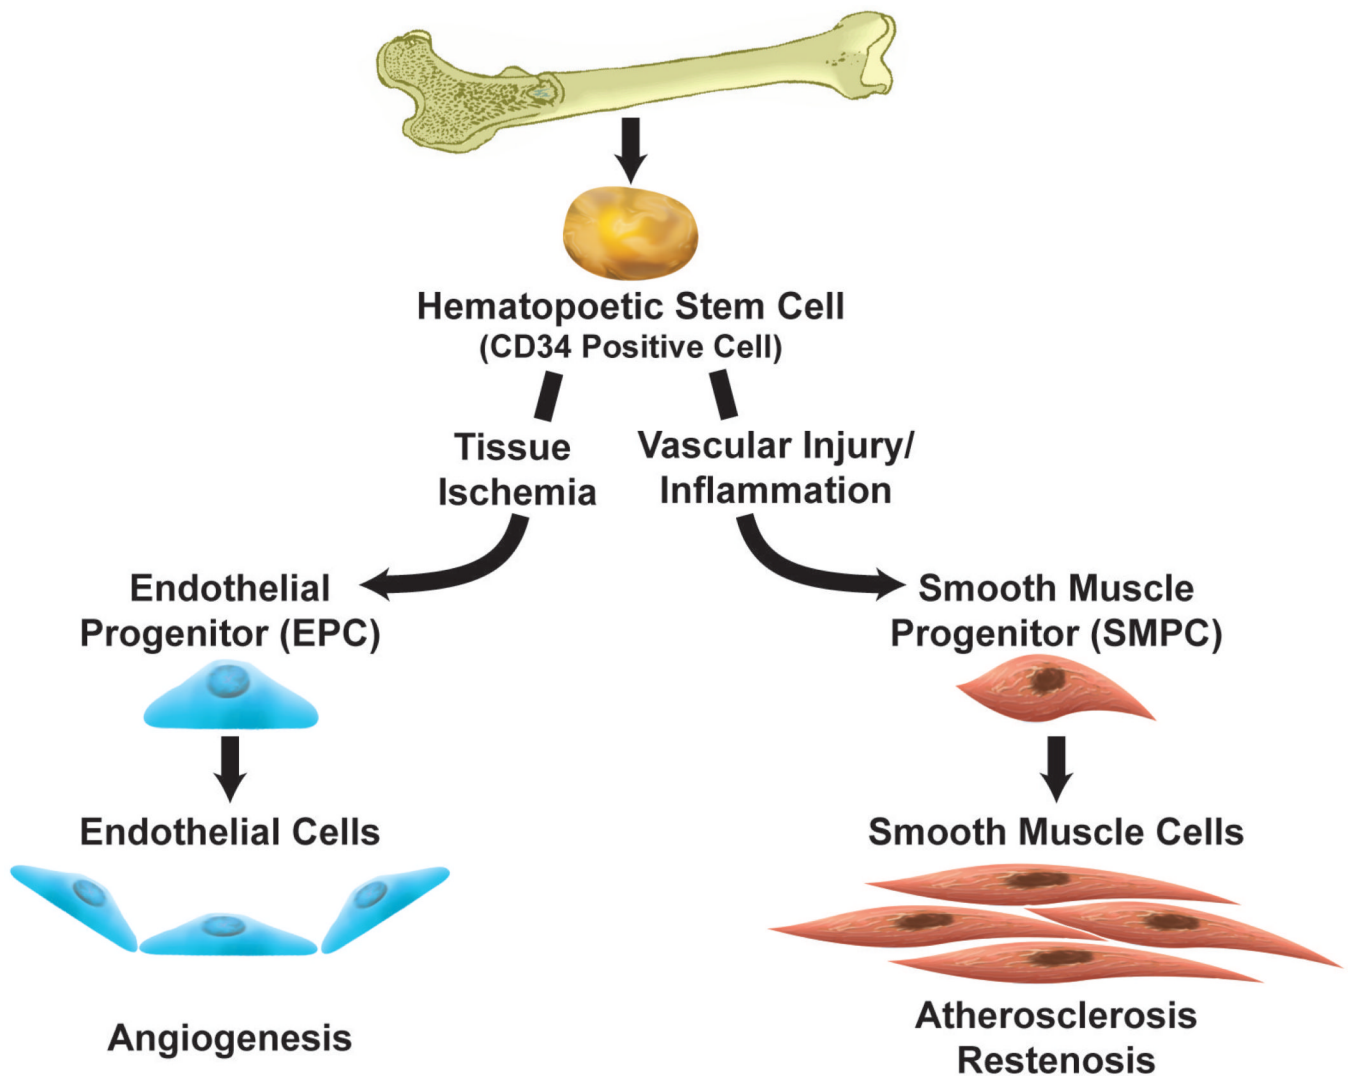 Hematopoetic Stem Cell
(CD34 Positive Cell)
Tissue
Ischemia
Vascular Injury/
Inflammation
Endothelial
Progenitor (EPC)
Smooth Muscle
Progenitor (SMPC)
Endothelial Cells
Smooth Muscle Cells
Angiogenesis
Atherosclerosis
Restenosis